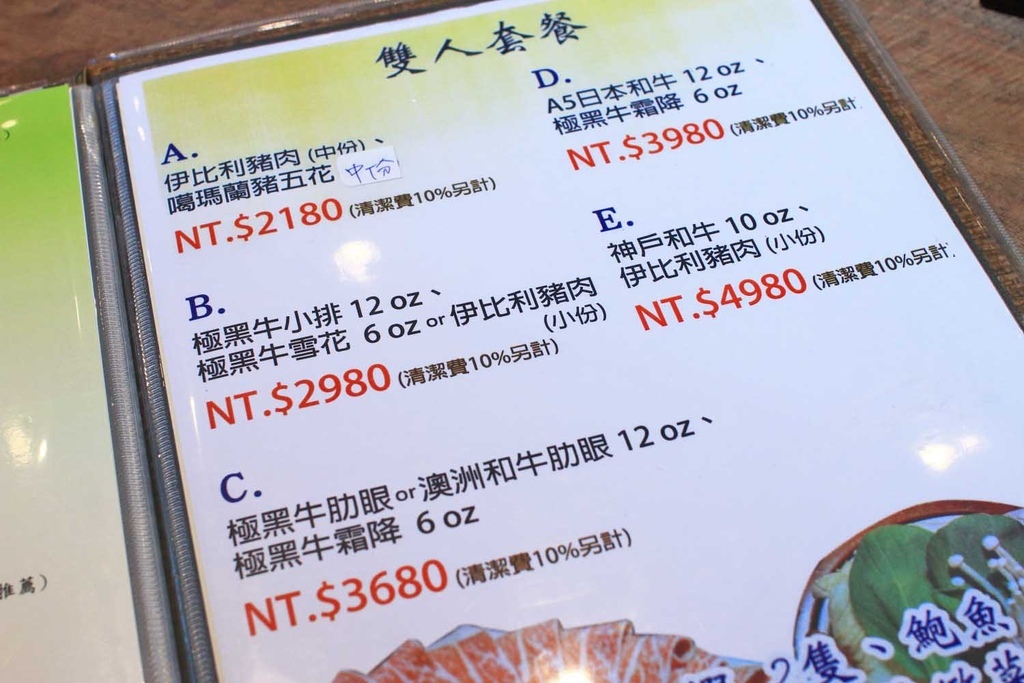 雙人套餐
A.
伊比利豬肉 (中份)、
噶瑪蘭豬五花 中份
NT.$2180 (清潔費10%另計)
B.
極黑牛小排 12 oz、
極黑牛雪花 6 oz or 伊比利豬肉
(小份)
NT.$2980 (清潔費10%另計)
C.
極黑牛肋眼 or 澳洲和牛肋眼 12 oz、
極黑牛霜降 6 oz
NT.$3680 (清潔費10%另計)
D.
A5日本和牛 12 oz、
極黑牛霜降 6 oz
NT.$3980 (清潔費10%另計
E.
神戶和牛 10 oz、
伊比利豬肉 (小份)
NT.$4980 (清潔費10%另計
推薦)
2隻、鮑魚
菜